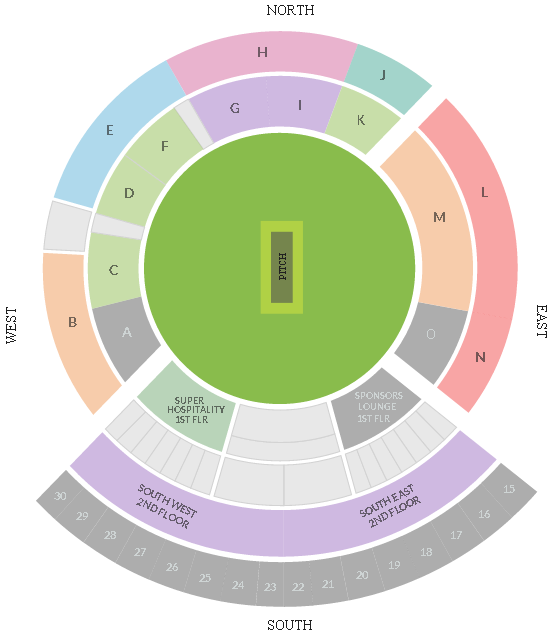 NORTH
H
J
G
I
K
E
F
D
L
M
C
PITCH
WEST
B
A
O
EAST
N
SUPER
HOSPITALITY
1ST FLR
SPONSORS
LOUNGE
1ST FLR
SOUTH WEST
2ND FLOOR
SOUTH EAST
2ND FLOOR
30
29
28
27
26
25
24
23
22
21
20
19
18
17
16
15
SOUTH